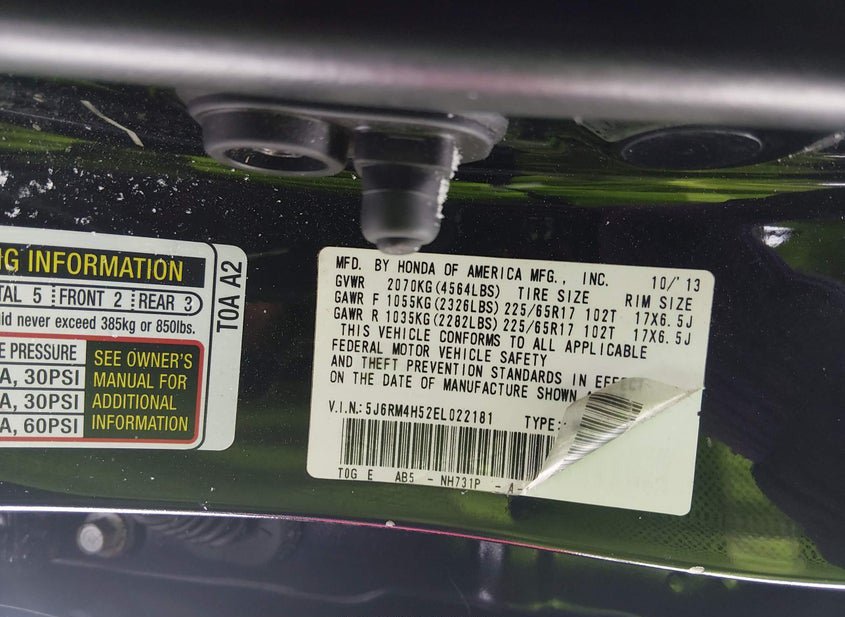 G INFORMATION
TAL 5 FRONT 2 REAR 3
ld never exceed 385kg or 850lbs.
E PRESSURE
A, 30PSI
A, 30PSI
A, 60PSI
SEE OWNER'S
MANUAL FOR
ADDITIONAL
INFORMATION
T0A A2
MFD. BY HONDA OF AMERICA MFG., INC. 10/'13
GVWR 2070KG(4564LBS) TIRE SIZE RIM SIZE
GAWR F 1055KG(2326LBS) 225/65R17 102T 17X6.5J
GAWR R 1035KG(2282LBS) 225/65R17 102T 17X6.5J
THIS VEHICLE CONFORMS TO ALL APPLICABLE
FEDERAL MOTOR VEHICLE SAFETY
AND THEFT PREVENTION STANDARDS IN EFFECT
ON THE DATE OF MANUFACTURE SHOWN
V.I.N.:5J6RM4H52EL022181 TYPE:
T0G E AB5 - NH731P - A-